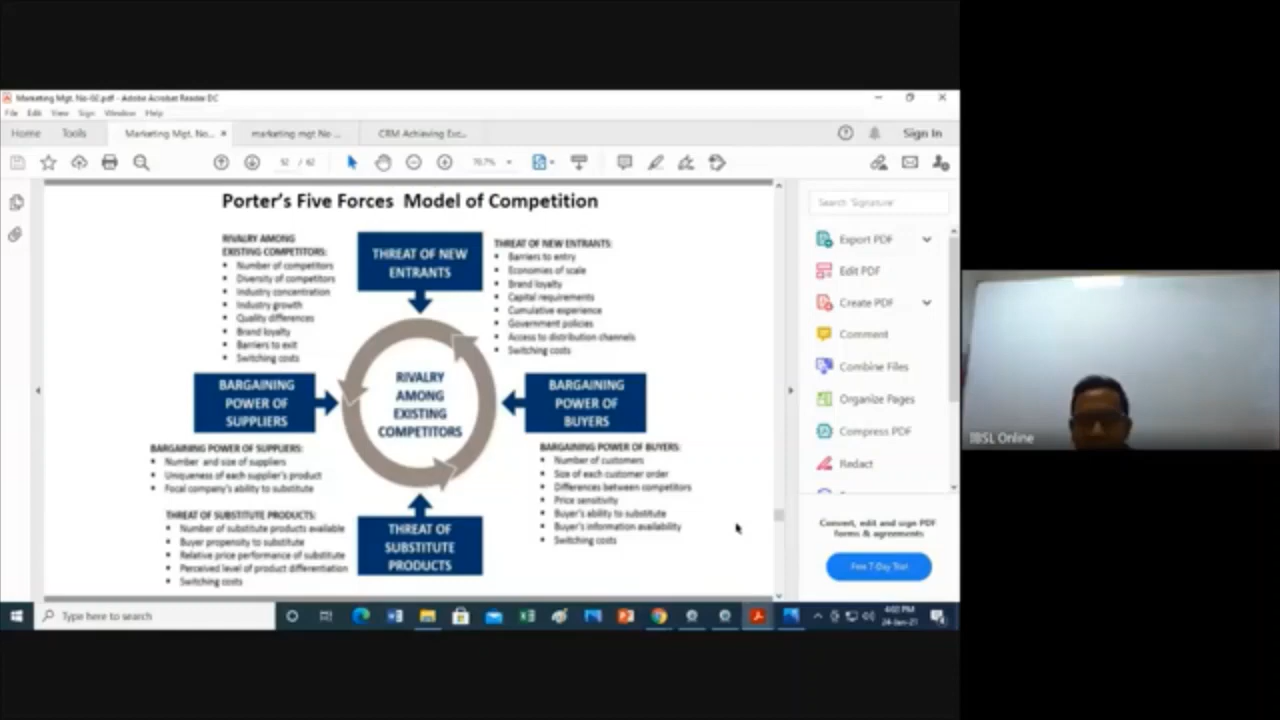 Marketing Mgt. No-02.pdf - Adobe Acrobat Reader DC
File Edit View Sign Window Help
Home Tools Marketing Mgt. No... × marketing mgt No ... CRM Achieving Exc... Sign In
52 / 62 70.7%
Porter's Five Forces Model of Competition
RIVALRY AMONG
EXISTING COMPETITORS:
Number of competitors
Diversity of competitors
Industry concentration
Industry growth
Quality differences
Brand loyalty
Barriers to exit
Switching costs
THREAT OF NEW
ENTRANTS
THREAT OF NEW ENTRANTS:
Barriers to entry
Economies of scale
Brand loyalty
Capital requirements
Cumulative experience
Government policies
Access to distribution channels
Switching costs
BARGAINING
POWER OF
SUPPLIERS
RIVALRY
AMONG
EXISTING
COMPETITORS
BARGAINING
POWER OF
BUYERS
BARGAINING POWER OF SUPPLIERS:
Number and size of suppliers
Uniqueness of each supplier's product
Focal company's ability to substitute
BARGAINING POWER OF BUYERS:
Number of customers
Size of each customer order
Differences between competitors
Price sensitivity
Buyer's ability to substitute
Buyer's information availability
Switching costs
THREAT OF SUBSTITUTE PRODUCTS:
Number of substitute products available
Buyer propensity to substitute
Relative price performance of substitute
Perceived level of product differentiation
Switching costs
THREAT OF
SUBSTITUTE
PRODUCTS
Search 'Signature'
Export PDF
Edit PDF
Create PDF
Comment
Combine Files
Organize Pages
Compress PDF
Redact
Convert, edit and sign PDF
forms & agreements
Free 7-Day Trial
Type here to search
4:02 PM
24-Jan-21
IBSL Online